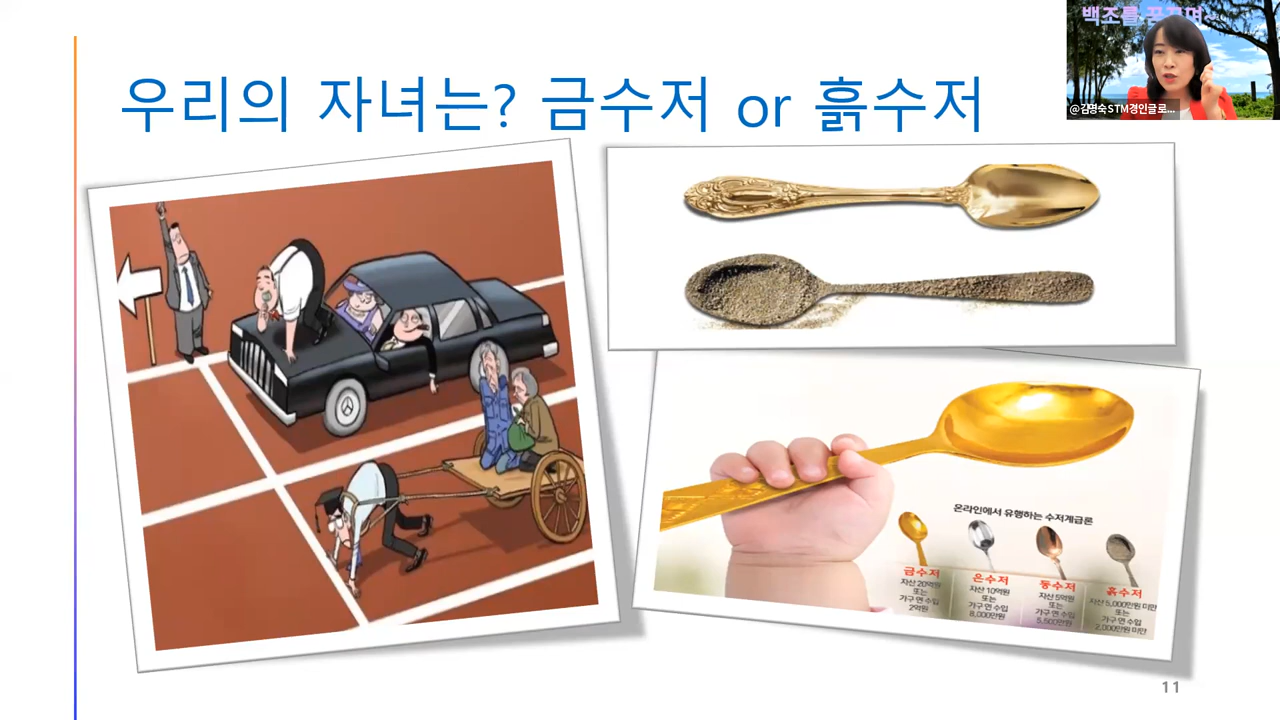 우리의 자녀는? 금수저 or 흙수저
백조를 꿈꾸며
@김명숙STM경인글로...
온라인에서 유행하는 수저계급론
금수저
자산 20억원
또는
가구 연 수입
2억원
은수저
자산 10억원
또는
가구 연 수입
8,000만원
동수저
자산 5억원
또는
가구 연 수입
5,500만원
흙수저
자산 5,000만원 미만
또는
가구 연 수입
2,000만원 미만
11